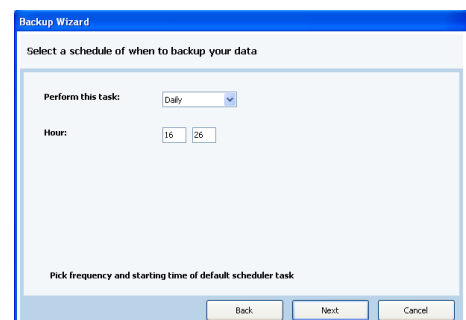 Backup Wizard
Select a schedule of when to backup your data
Perform this task: Daily
Hour: 16 26
Pick frequency and starting time of default scheduler task
Back Next Cancel